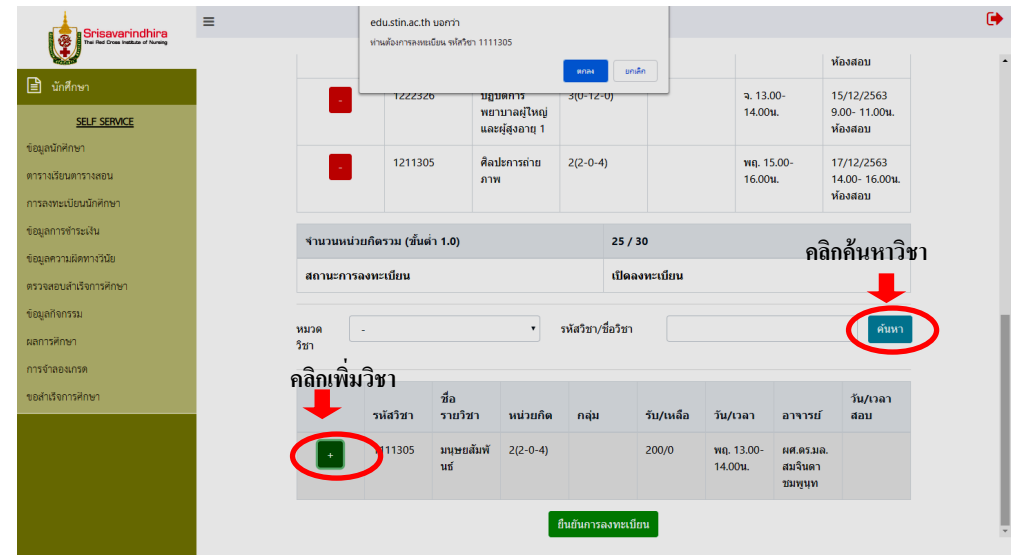 Srisavarindhira
Thai Red Cross Institute of Nursing
≡
edu.stin.ac.th บอกว่า
ท่านต้องการลงทะเบียน รหัสวิชา 1111305
ตกลง ยกเลิก
นักศึกษา
SELF SERVICE
ข้อมูลนักศึกษา
ตารางเรียนตารางสอน
การลงทะเบียนนักศึกษา
ข้อมูลการชำระเงิน
ข้อมูลความผิดทางวินัย
ตรวจสอบสำเร็จการศึกษา
ข้อมูลกิจกรรม
ผลการศึกษา
การจำลองเกรด
ขอสำเร็จการศึกษา
ห้องสอบ
- 1222326 ปฏิบัติการ 3(0-12-0) จ. 13.00- 15/12/2563
พยาบาลผู้ใหญ่ 14.00น. 9.00- 11.00น.
และผู้สูงอายุ 1 ห้องสอบ
- 1211305 ศิลปะการถ่าย 2(2-0-4) พฤ. 15.00- 17/12/2563
ภาพ 16.00น. 14.00- 16.00น.
ห้องสอบ
จำนวนหน่วยกิตรวม (ขั้นต่ำ 1.0) 25 / 30
คลิกค้นหาวิชา
สถานะการลงทะเบียน เปิดลงทะเบียน
หมวด - รหัสวิชา/ชื่อวิชา ค้นหา
วิชา
คลิกเพิ่มวิชา
ชื่อ วัน/เวลา
รหัสวิชา รายวิชา หน่วยกิต กลุ่ม รับ/เหลือ วัน/เวลา อาจารย์ สอบ
+ 1111305 มนุษยสัมพั 2(2-0-4) 200/0 พฤ. 13.00- ผศ.ดร.มล.
นธ์ 14.00น. สมจินดา
ชมพูนุท
ยืนยันการลงทะเบียน